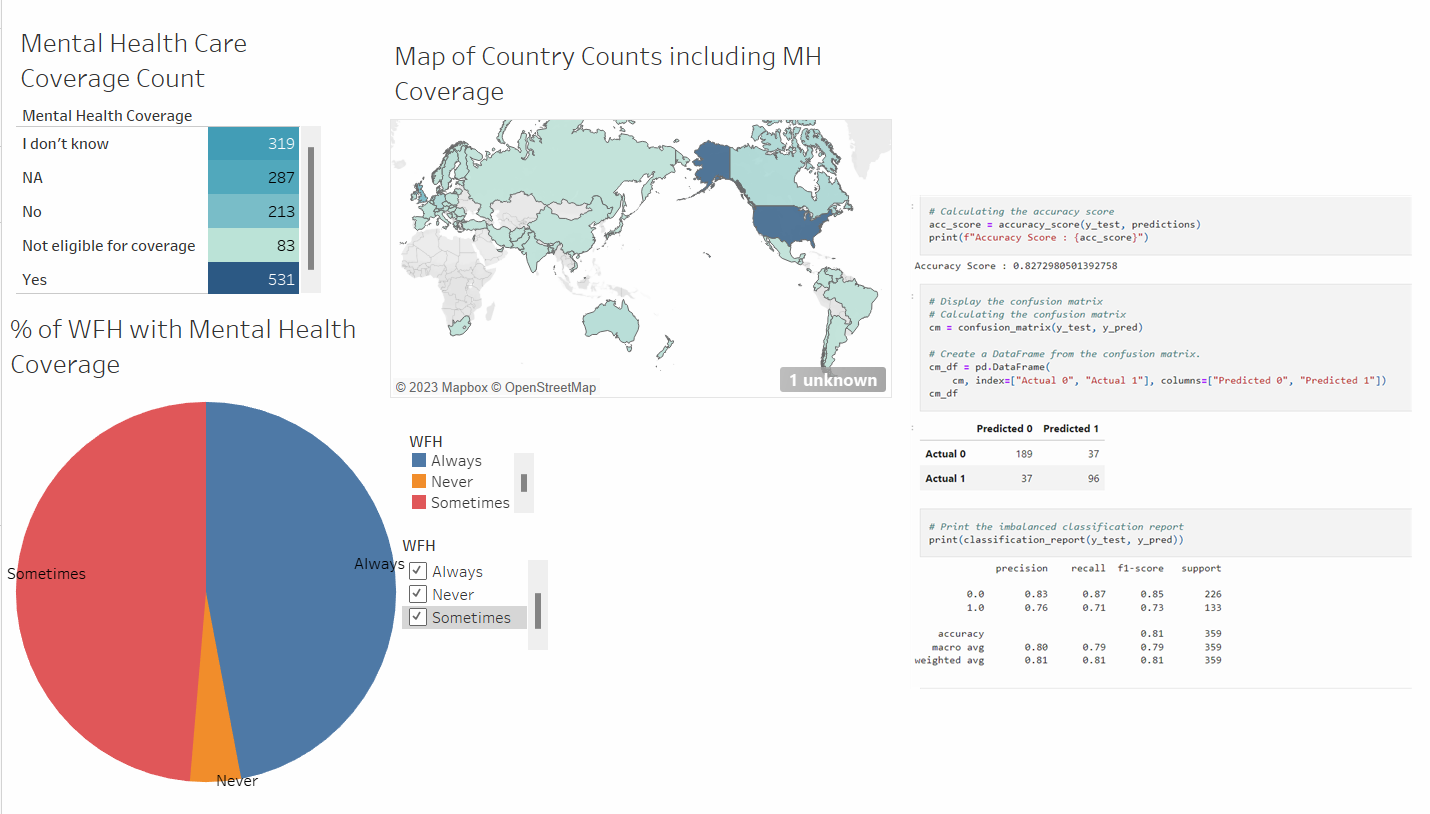 Mental Health Care
Coverage Count
Mental Health Coverage
I don't know 319
NA 287
No 213
Not eligible for coverage 83
Yes 531
% of WFH with Mental Health
Coverage
Sometimes
Always
Never
Map of Country Counts including MH
Coverage
© 2023 Mapbox © OpenStreetMap
1 unknown
WFH
Always
Never
Sometimes
WFH
Always
Never
Sometimes
# Calculating the accuracy score
acc_score = accuracy_score(y_test, predictions)
print(f"Accuracy Score : {acc_score}")
Accuracy Score : 0.8272980501392758
# Display the confusion matrix
# Calculating the confusion matrix
cm = confusion_matrix(y_test, y_pred)
# Create a DataFrame from the confusion matrix.
cm_df = pd.DataFrame(
cm, index=["Actual 0", "Actual 1"], columns=["Predicted 0", "Predicted 1"])
cm_df
Predicted 0 Predicted 1
Actual 0 189 37
Actual 1 37 96
# Print the imbalanced classification report
print(classification_report(y_test, y_pred))
precision recall f1-score support
0.0 0.83 0.87 0.85 226
1.0 0.76 0.71 0.73 133
accuracy 0.81 359
macro avg 0.80 0.79 0.79 359
weighted avg 0.81 0.81 0.81 359